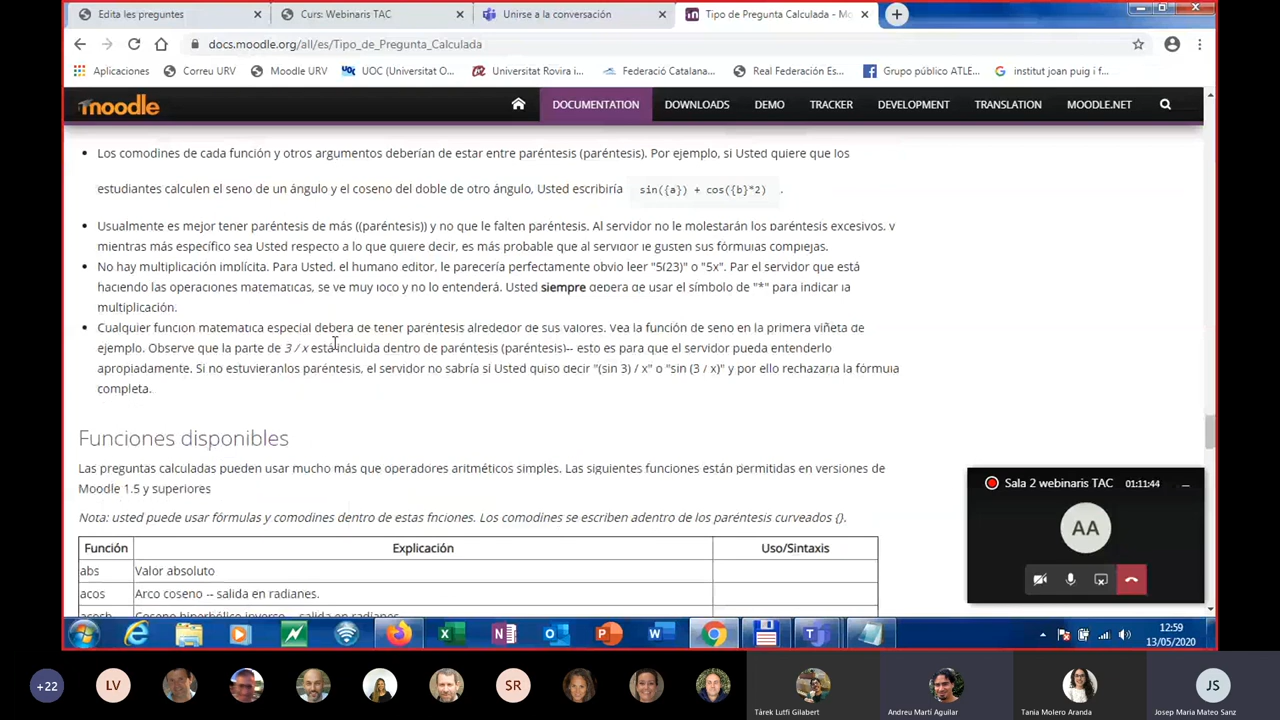 Edita les preguntes
Curs: Webinaris TAC
Unirse a la conversación
Tipo de Pregunta Calculada - Mo
docs.moodle.org/all/es/Tipo_de_Pregunta_Calculada
Aplicaciones
Correu URV
Moodle URV
UOC (Universitat O...
Universitat Rovira i...
Federació Catalana...
Real Federación Es...
Grupo público ATLE...
institut joan puig i f...
moodle
DOCUMENTATION
DOWNLOADS
DEMO
TRACKER
DEVELOPMENT
TRANSLATION
MOODLE.NET
Los comodines de cada función y otros argumentos deberían de estar entre paréntesis (paréntesis). Por ejemplo, si Usted quiere que los
estudiantes calculen el seno de un ángulo y el coseno del doble de otro ángulo, Usted escribiría sin({a}) + cos({b}*2) .
Usualmente es mejor tener paréntesis de más ((paréntesis)) y no que le falten paréntesis. Al servidor no le molestarán los paréntesis excesivos, y
mientras más específico sea Usted respecto a lo que quiere decir, es más probable que al servidor le gusten sus fórmulas complejas.
No hay multiplicación implícita. Para Usted, el humano editor, le parecería perfectamente obvio leer "5(23)" o "5x". Par el servidor que está
haciendo las operaciones matemáticas, se ve muy loco y no lo entenderá. Usted siempre deberá de usar el símbolo de "*" para indicar la
multiplicación.
Cualquier función matemática especial deberá de tener paréntesis alrededor de sus valores. Vea la función de seno en la primera viñeta de
ejemplo. Observe que la parte de 3 / x está incluida dentro de paréntesis (paréntesis)-- esto es para que el servidor pueda entenderlo
apropiadamente. Si no estuvieranlos paréntesis, el servidor no sabría si Usted quiso decir "(sin 3) / x" o "sin (3 / x)" y por ello rechazaría la fórmula
completa.
Funciones disponibles
Las preguntas calculadas pueden usar mucho más que operadores aritméticos simples. Las siguientes funciones están permitidas en versiones de
Moodle 1.5 y superiores
Nota: usted puede usar fórmulas y comodines dentro de estas fnciones. Los comodines se escriben adentro de los paréntesis curveados {}.
Función
Explicación
Uso/Sintaxis
abs
Valor absoluto
acos
Arco coseno -- salida en radianes.
acosh
Coseno hiperbólico inverso -- salida en radianes
Sala 2 webinaris TAC
01:11:44
AA
12:59
13/05/2020
+22
LV
SR
Tárek Lutfi Gilabert
Andreu Martí Aguilar
Tania Molero Aranda
JS
Josep Maria Mateo Sanz